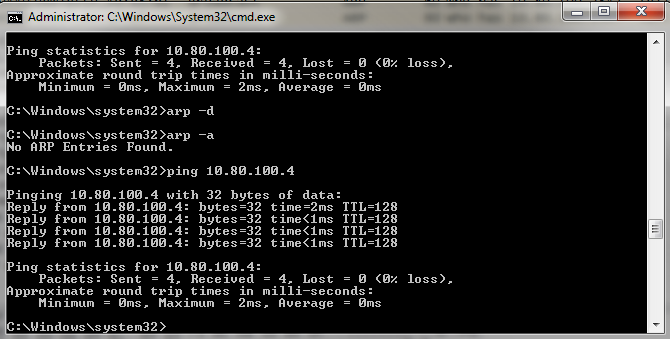 Administrator: C:\Windows\System32\cmd.exe
Ping statistics for 10.80.100.4:
    Packets: Sent = 4, Received = 4, Lost = 0 (0% loss),
Approximate round trip times in milli-seconds:
    Minimum = 0ms, Maximum = 2ms, Average = 0ms
C:\Windows\system32>arp -d
C:\Windows\system32>arp -a
No ARP Entries Found.
C:\Windows\system32>ping 10.80.100.4
Pinging 10.80.100.4 with 32 bytes of data:
Reply from 10.80.100.4: bytes=32 time=2ms TTL=128
Reply from 10.80.100.4: bytes=32 time<1ms TTL=128
Reply from 10.80.100.4: bytes=32 time<1ms TTL=128
Reply from 10.80.100.4: bytes=32 time<1ms TTL=128
Ping statistics for 10.80.100.4:
    Packets: Sent = 4, Received = 4, Lost = 0 (0% loss),
Approximate round trip times in milli-seconds:
    Minimum = 0ms, Maximum = 2ms, Average = 0ms
C:\Windows\system32>